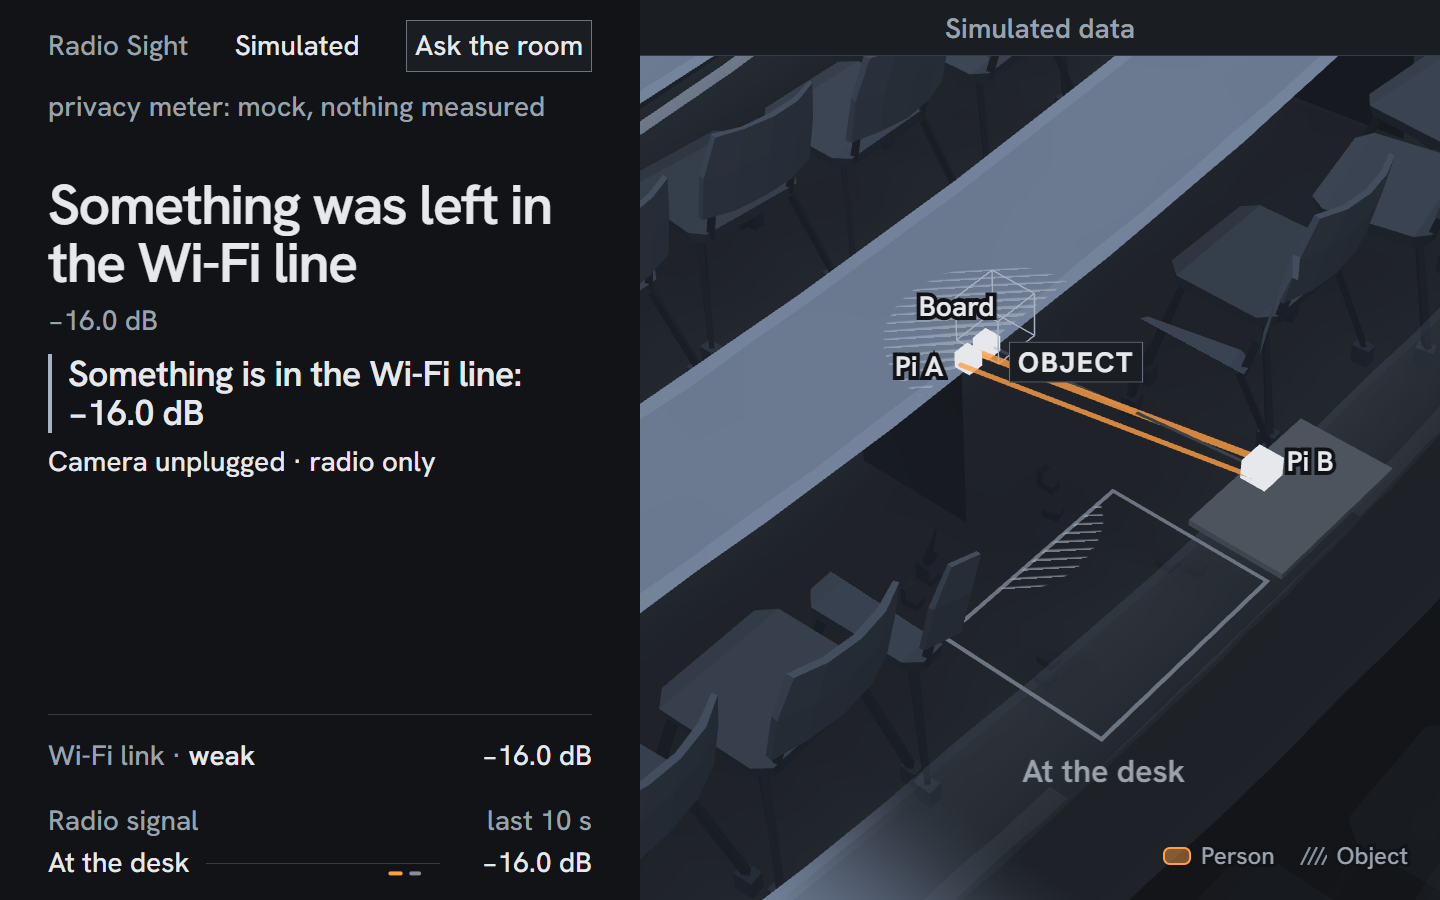 Radio Sight
Simulated
Ask the room
privacy meter: mock, nothing measured
Something was left in
the Wi-Fi line
−16.0 dB
Something is in the Wi-Fi line:
−16.0 dB
Camera unplugged · radio only
Wi-Fi link · weak
−16.0 dB
Radio signal
last 10 s
At the desk
−16.0 dB
Simulated data
Board
Pi A
OBJECT
Pi B
At the desk
Person
Object